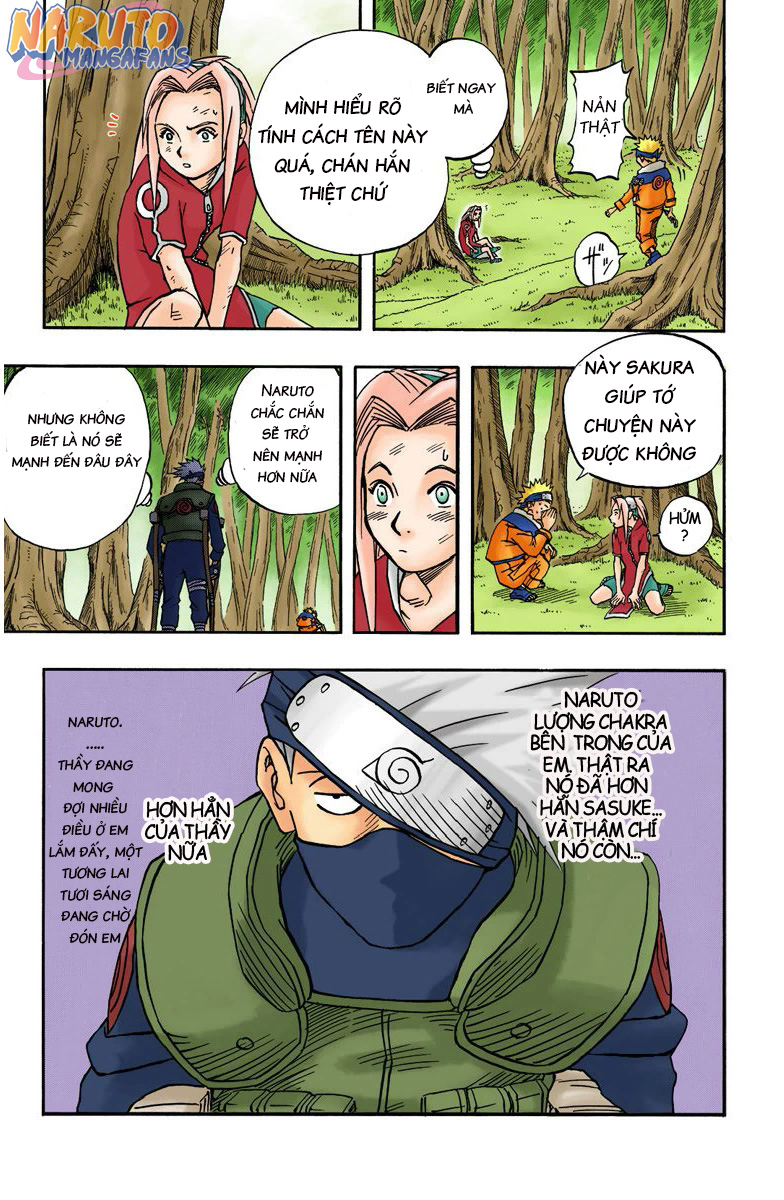 NARUTO
MANGAFANS
NẢN
THẬT
ザッ
BIẾT NGAY
MÀ
MÌNH HIỂU RÕ
TÍNH CÁCH TÊN NÀY
QUÁ, CHÁN HẮN
THIỆT CHỨ
NÀY SAKURA
GIÚP TỚ
CHUYỆN NÀY
ĐƯỢC KHÔNG
HỬM
?
NARUTO
CHẮC CHẮN
SẼ TRỞ
NÊN MẠNH
HƠN NỮA
NHƯNG KHÔNG
BIẾT LÀ NÓ SẼ
MẠNH ĐẾN ĐÂU ĐÂY
NARUTO
LƯỢNG CHAKRA
BÊN TRONG CỦA
EM, THẬT RA
NÓ ĐÃ HƠN
HẲN SASUKE...
VÀ THẬM CHÍ
NÓ CÒN...
HƠN HẲN
CỦA THẦY
NỮA
NARUTO.
.....
THẦY ĐANG
MONG
ĐỢI NHIỀU
ĐIỀU Ở EM
LẮM ĐẤY, MỘT
TƯƠNG LAI
TƯƠI SÁNG
ĐANG CHỜ
ĐÓN EM